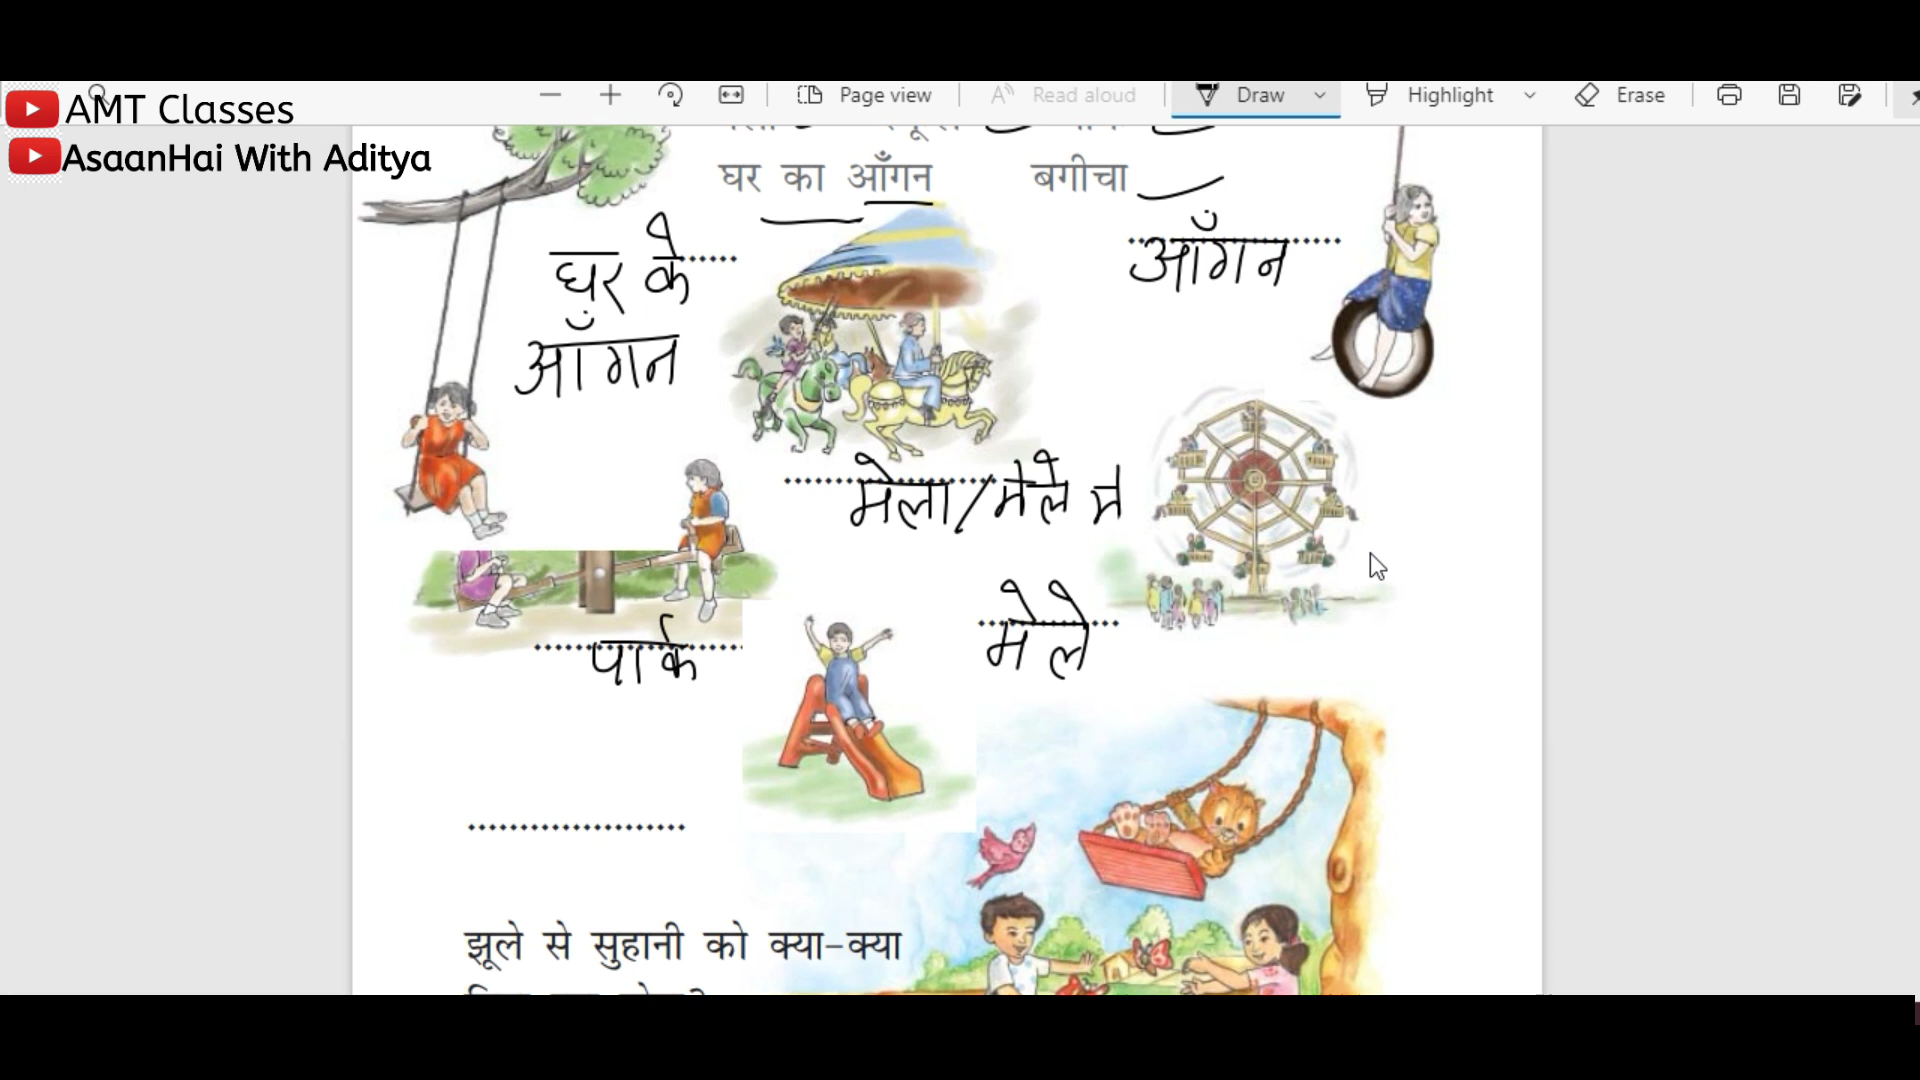 Page view
Read aloud
Draw
Highlight
Erase
AMT Classes
AsaanHai With Aditya
घर का आँगन बगीचा
घर के
आँगन
आँगन
मेला/मेले में
पार्क
मेले
झूले से सुहानी को क्या-क्या